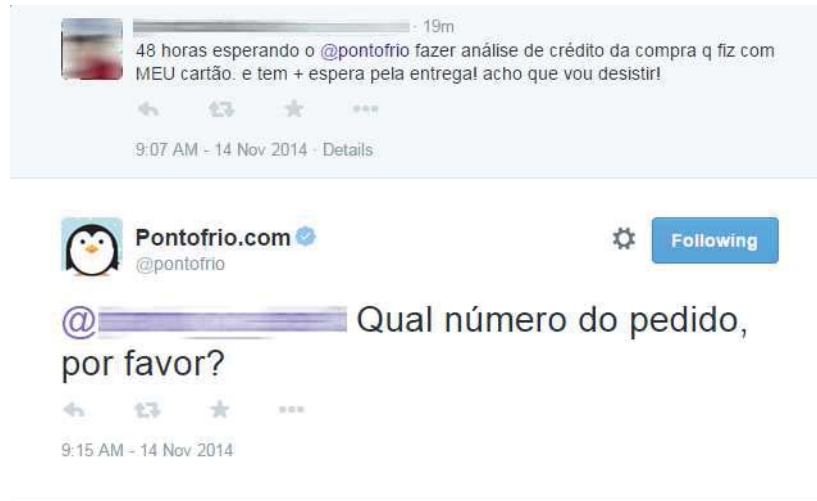 · 19m
48 horas esperando o @pontofrio fazer análise de crédito da compra q fiz com
MEU cartão. e tem + espera pela entrega! acho que vou desistir!
9:07 AM - 14 Nov 2014 · Details
Pontofrio.com
@pontofrio
Following
@ Qual número do pedido,
por favor?
9:15 AM - 14 Nov 2014